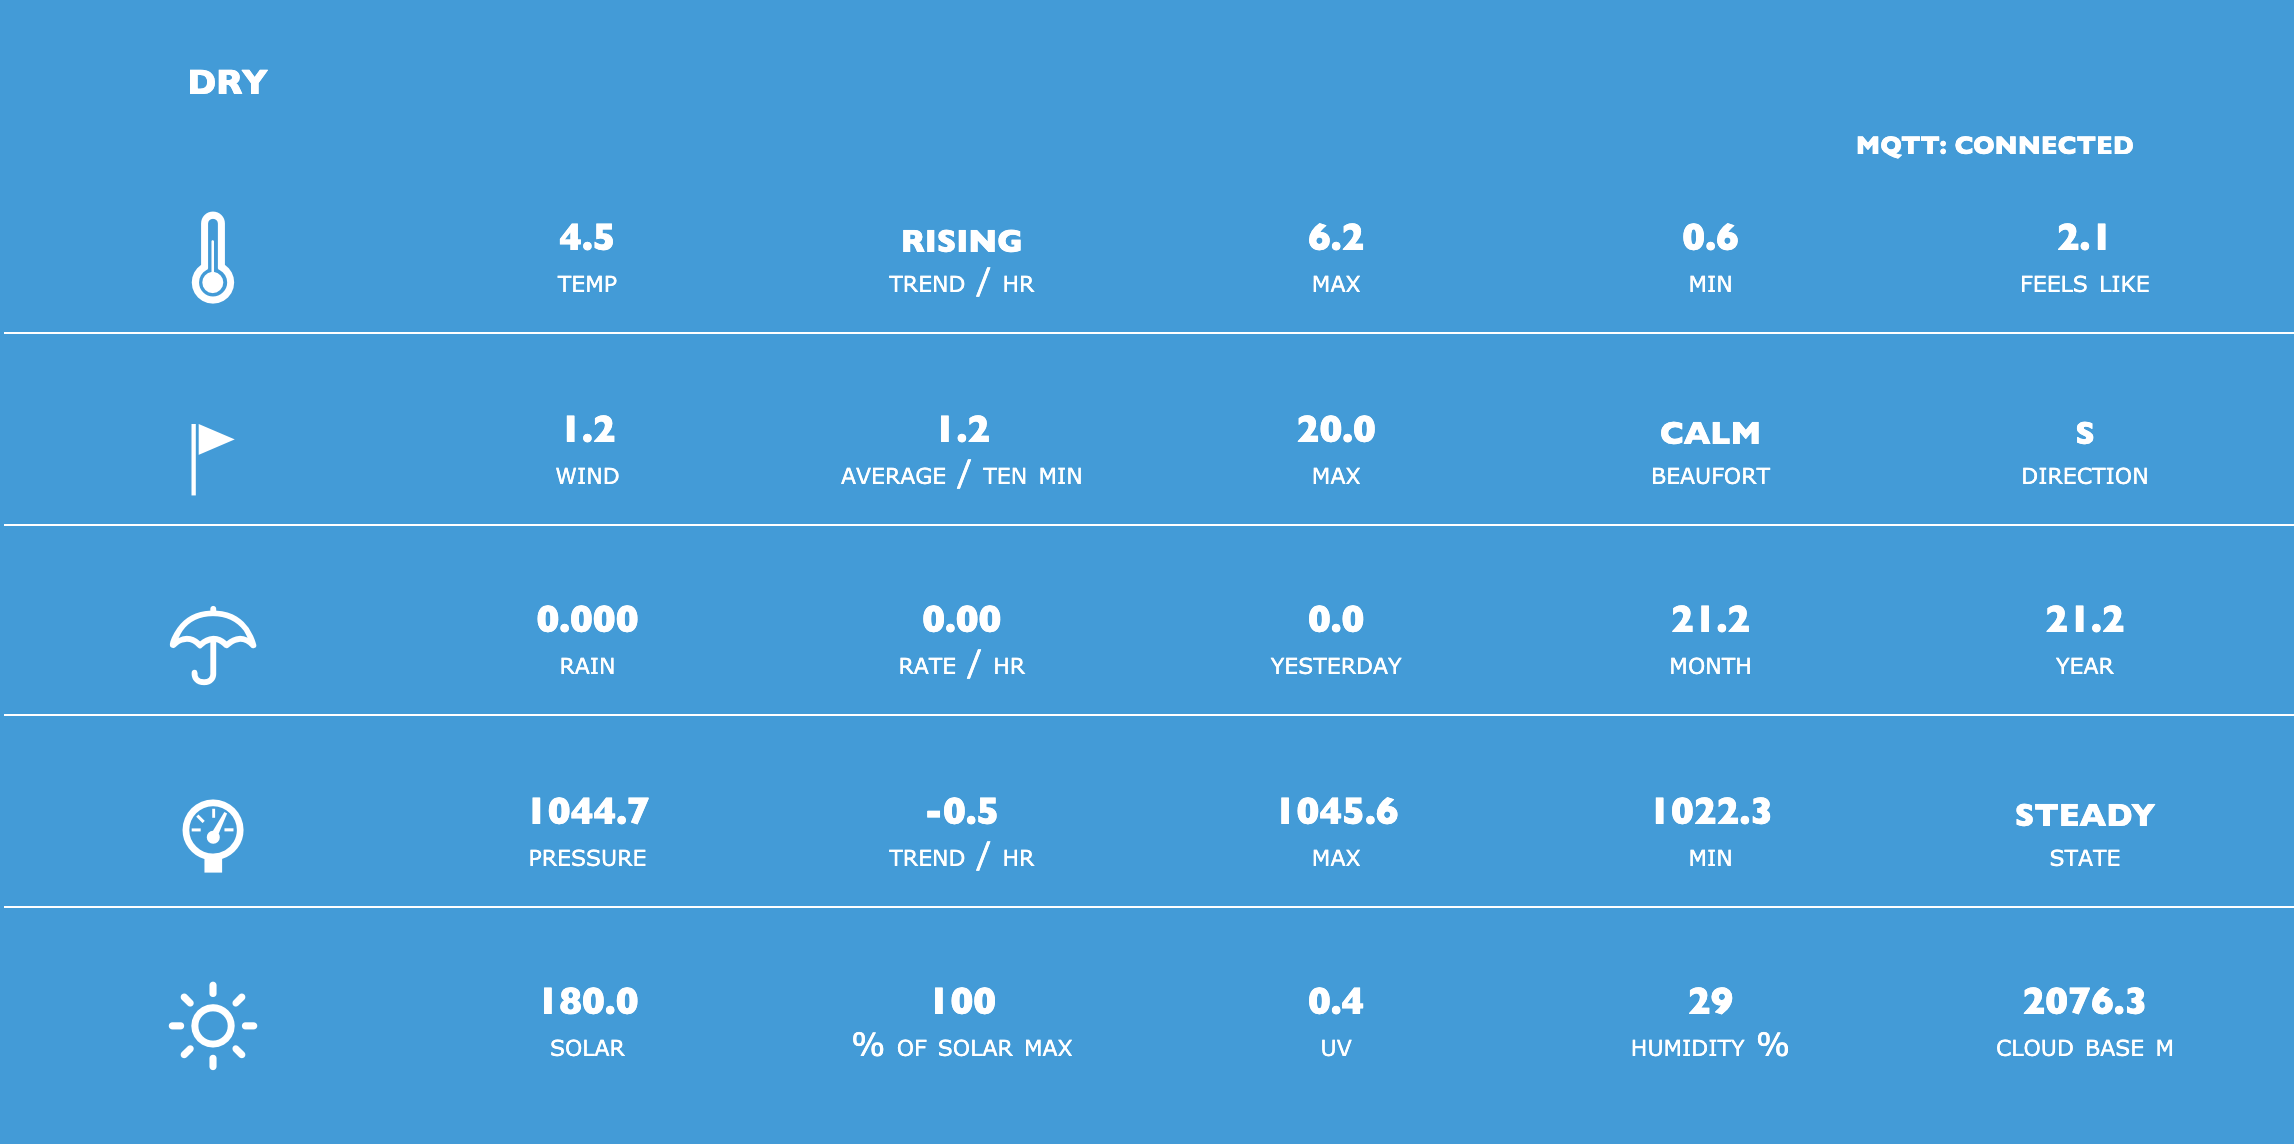 DRY
MQTT: CONNECTED
4.5 RISING 6.2 0.6 2.1
TEMP TREND / HR MAX MIN FEELS LIKE
1.2 1.2 20.0 CALM S
WIND AVERAGE / TEN MIN MAX BEAUFORT DIRECTION
0.000 0.00 0.0 21.2 21.2
RAIN RATE / HR YESTERDAY MONTH YEAR
1044.7 -0.5 1045.6 1022.3 STEADY
PRESSURE TREND / HR MAX MIN STATE
180.0 100 0.4 29 2076.3
SOLAR % OF SOLAR MAX UV HUMIDITY % CLOUD BASE M